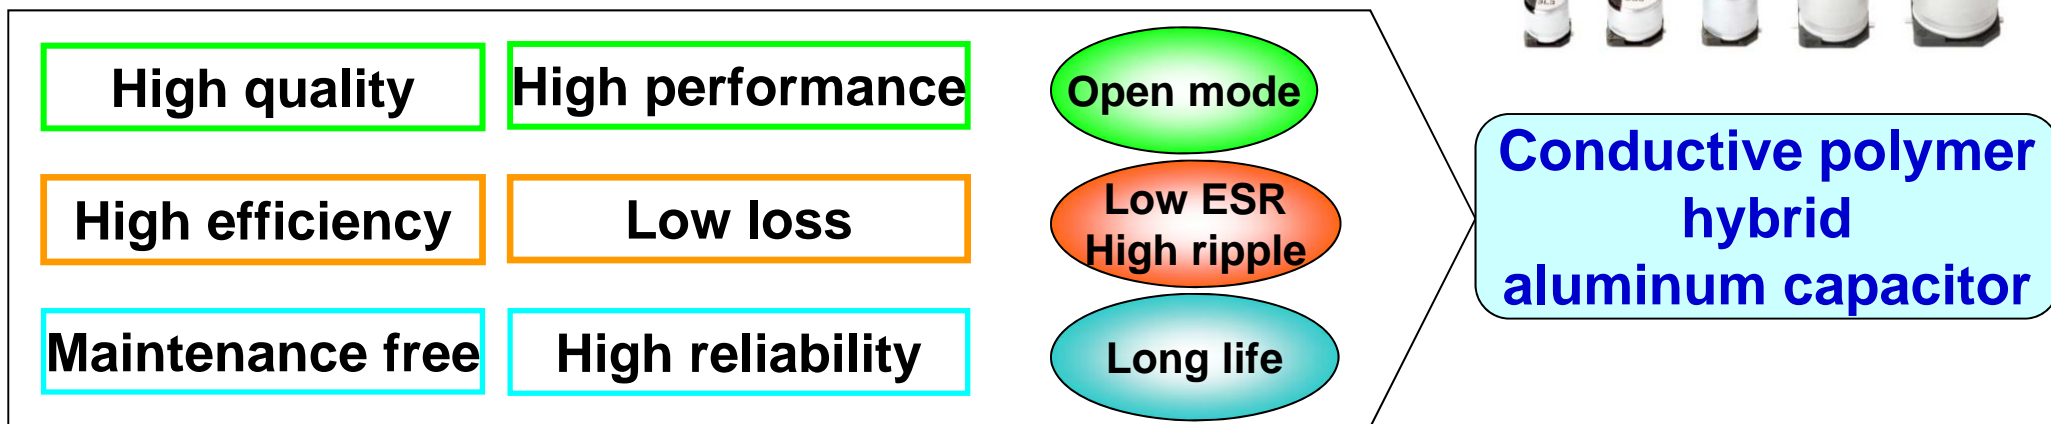 High quality
High performance
Open mode
High efficiency
Low loss
Low ESR
High ripple
Maintenance free
High reliability
Long life
Conductive polymer
hybrid
aluminum capacitor